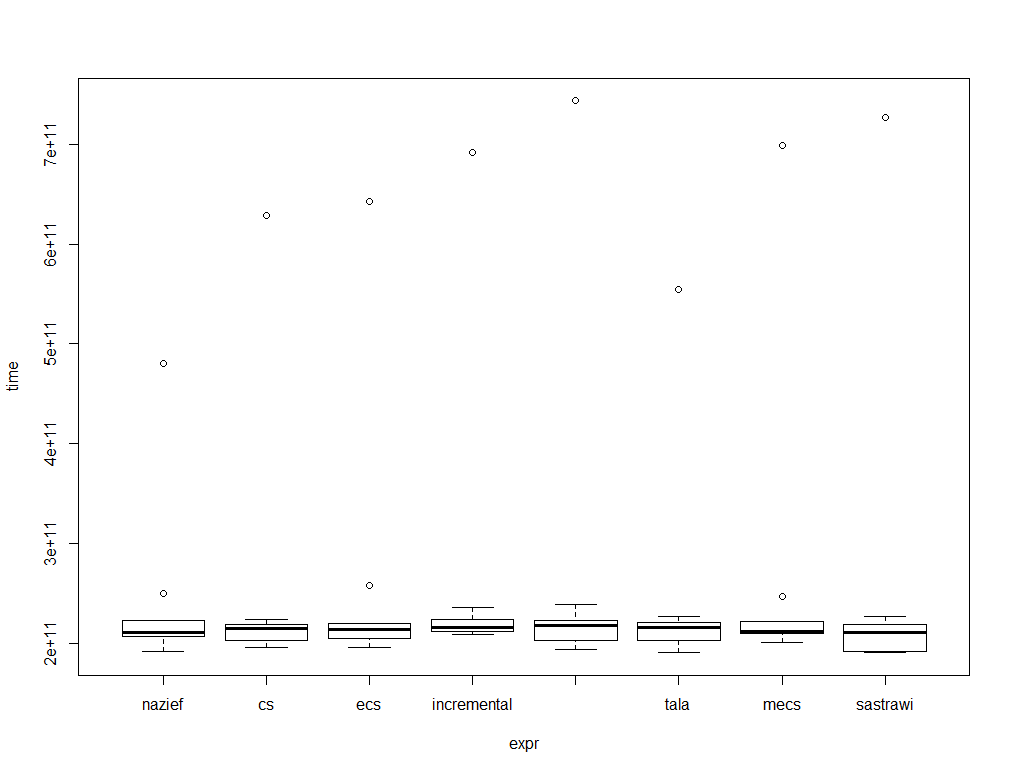 7e+11
6e+11
5e+11
4e+11
3e+11
2e+11
time
nazief cs ecs incremental tala mecs sastrawi
expr